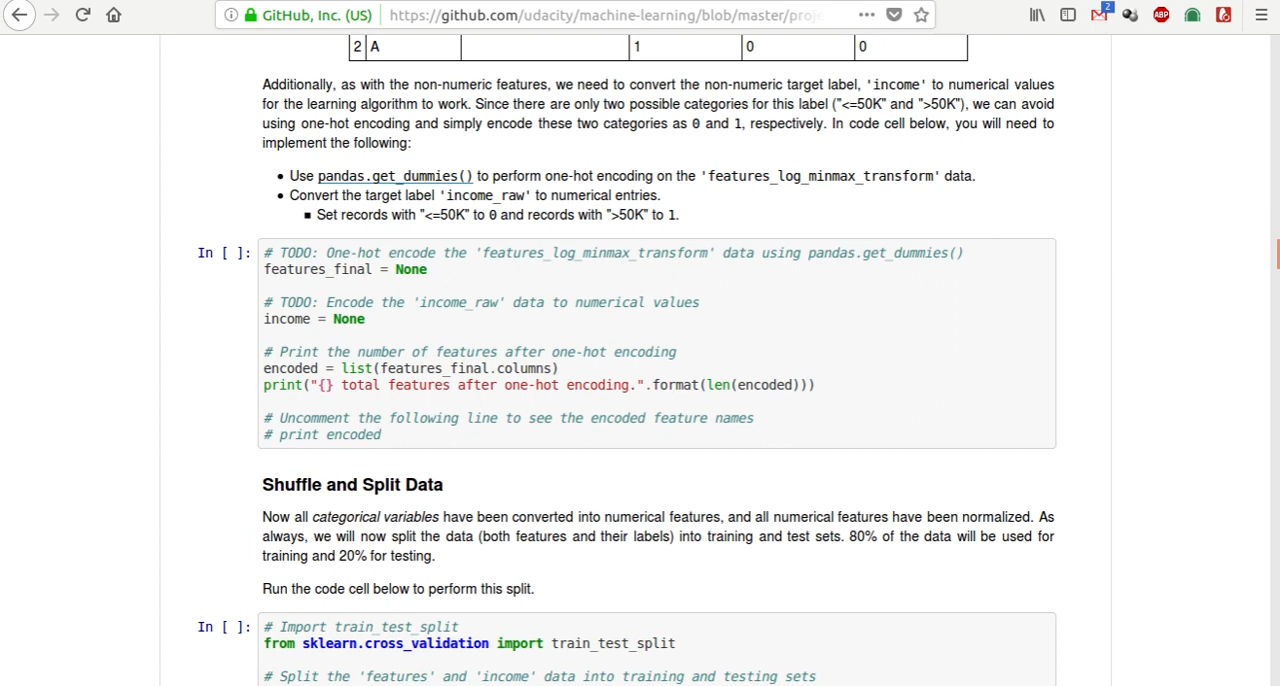 GitHub, Inc. (US) https://github.com/udacity/machine-learning/blob/master/proje
2
ABP
2 A 1 0 0
Additionally, as with the non-numeric features, we need to convert the non-numeric target label, 'income' to numerical values
for the learning algorithm to work. Since there are only two possible categories for this label ("<=50K" and ">50K"), we can avoid
using one-hot encoding and simply encode these two categories as 0 and 1, respectively. In code cell below, you will need to
implement the following:
• Use pandas.get_dummies() to perform one-hot encoding on the 'features_log_minmax_transform' data.
• Convert the target label 'income_raw' to numerical entries.
▪ Set records with "<=50K" to 0 and records with ">50K" to 1.
In [ ]: # TODO: One-hot encode the 'features_log_minmax_transform' data using pandas.get_dummies()
features_final = None
# TODO: Encode the 'income_raw' data to numerical values
income = None
# Print the number of features after one-hot encoding
encoded = list(features_final.columns)
print("{} total features after one-hot encoding.".format(len(encoded)))
# Uncomment the following line to see the encoded feature names
# print encoded
Shuffle and Split Data
Now all categorical variables have been converted into numerical features, and all numerical features have been normalized. As
always, we will now split the data (both features and their labels) into training and test sets. 80% of the data will be used for
training and 20% for testing.
Run the code cell below to perform this split.
In [ ]: # Import train_test_split
from sklearn.cross_validation import train_test_split
# Split the 'features' and 'income' data into training and testing sets